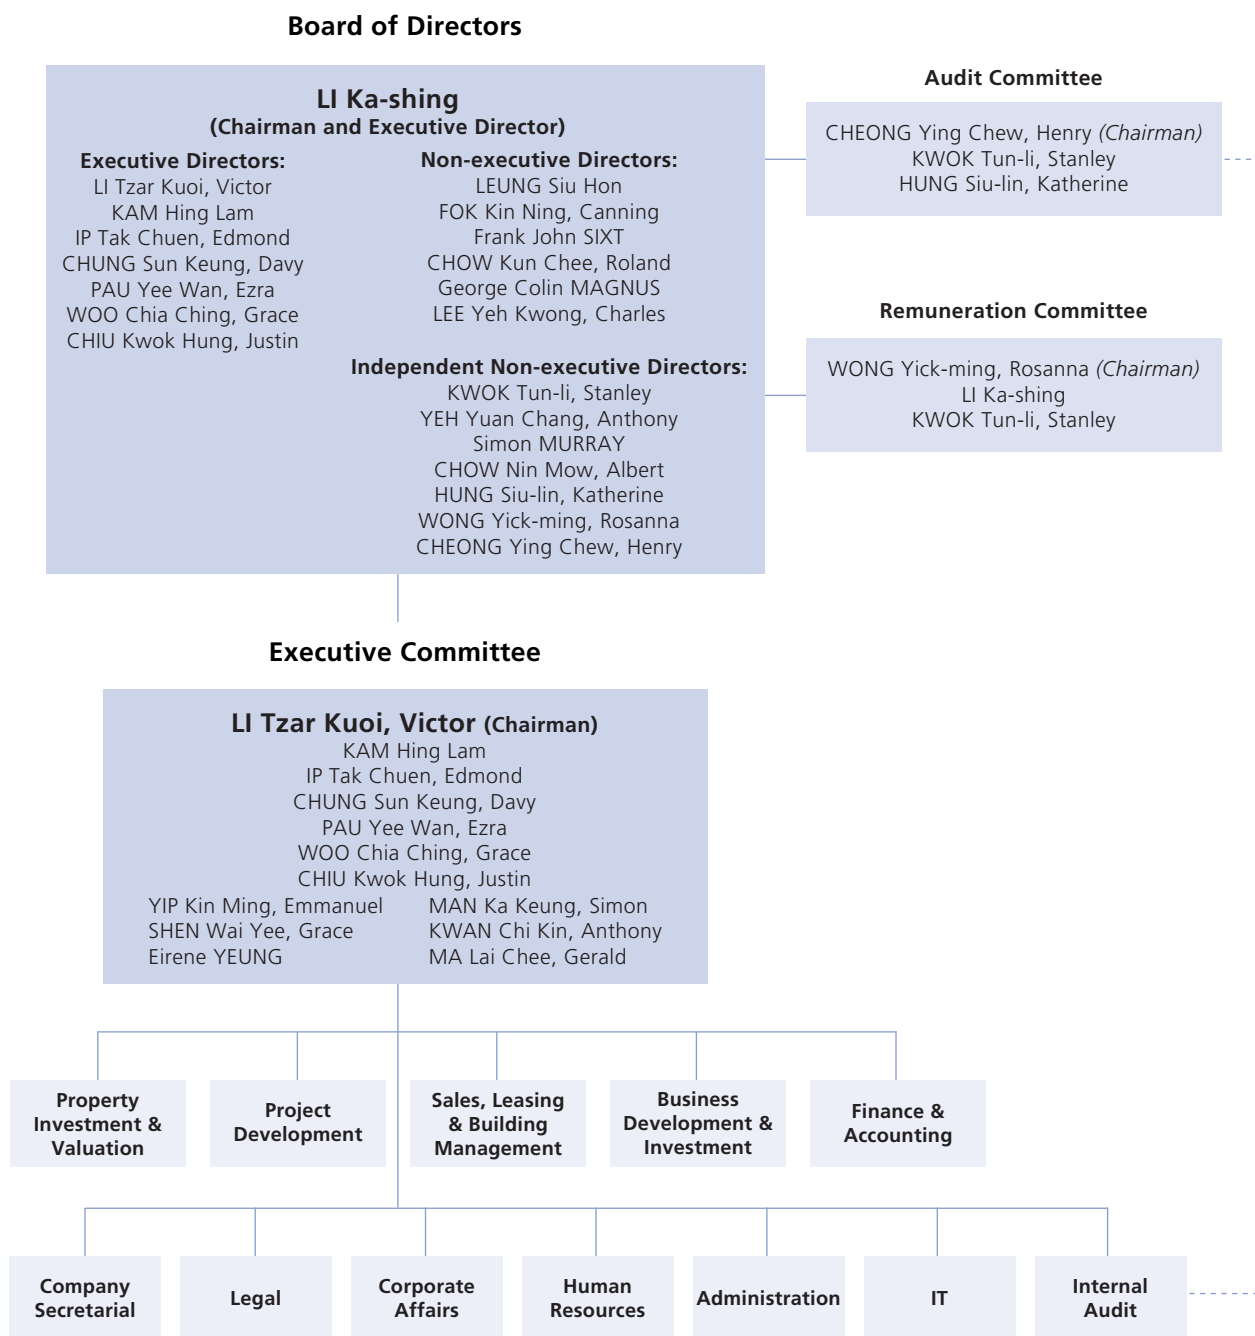 Board of Directors
LI Ka-shing
(Chairman and Executive Director)
Executive Directors:
LI Tzar Kuoi, Victor
KAM Hing Lam
IP Tak Chuen, Edmond
CHUNG Sun Keung, Davy
PAU Yee Wan, Ezra
WOO Chia Ching, Grace
CHIU Kwok Hung, Justin
Non-executive Directors:
LEUNG Siu Hon
FOK Kin Ning, Canning
Frank John SIXT
CHOW Kun Chee, Roland
George Colin MAGNUS
LEE Yeh Kwong, Charles
Independent Non-executive Directors:
KWOK Tun-li, Stanley
YEH Yuan Chang, Anthony
Simon MURRAY
CHOW Nin Mow, Albert
HUNG Siu-lin, Katherine
WONG Yick-ming, Rosanna
CHEONG Ying Chew, Henry
Audit Committee
CHEONG Ying Chew, Henry (Chairman)
KWOK Tun-li, Stanley
HUNG Siu-lin, Katherine
Remuneration Committee
WONG Yick-ming, Rosanna (Chairman)
LI Ka-shing
KWOK Tun-li, Stanley
Executive Committee
LI Tzar Kuoi, Victor (Chairman)
KAM Hing Lam
IP Tak Chuen, Edmond
CHUNG Sun Keung, Davy
PAU Yee Wan, Ezra
WOO Chia Ching, Grace
CHIU Kwok Hung, Justin
YIP Kin Ming, Emmanuel
SHEN Wai Yee, Grace
Eirene YEUNG
MAN Ka Keung, Simon
KWAN Chi Kin, Anthony
MA Lai Chee, Gerald
Property
Investment &
Valuation
Project
Development
Sales, Leasing
& Building
Management
Business
Development &
Investment
Finance &
Accounting
Company
Secretarial
Legal
Corporate
Affairs
Human
Resources
Administration
IT
Internal
Audit